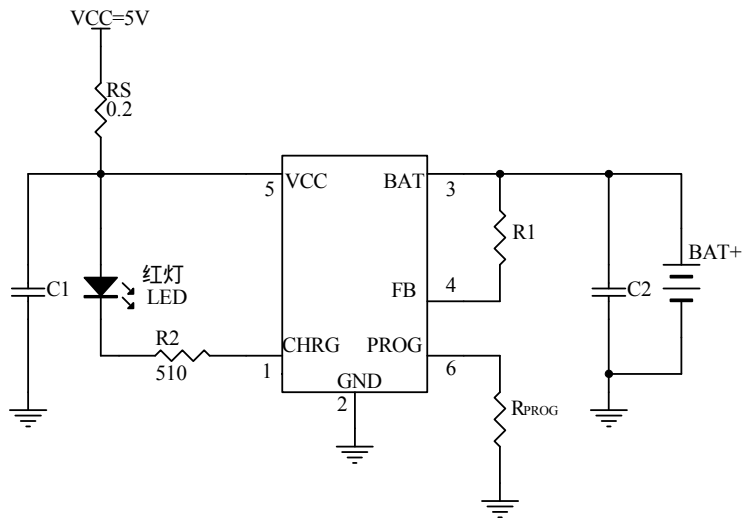 VCC=5V
RS
0.2
5
VCC
BAT
3
R1
BAT+
C1
红灯
LED
FB
4
C2
R2
510
CHRG
1
PROG
6
GND
2
RPROG